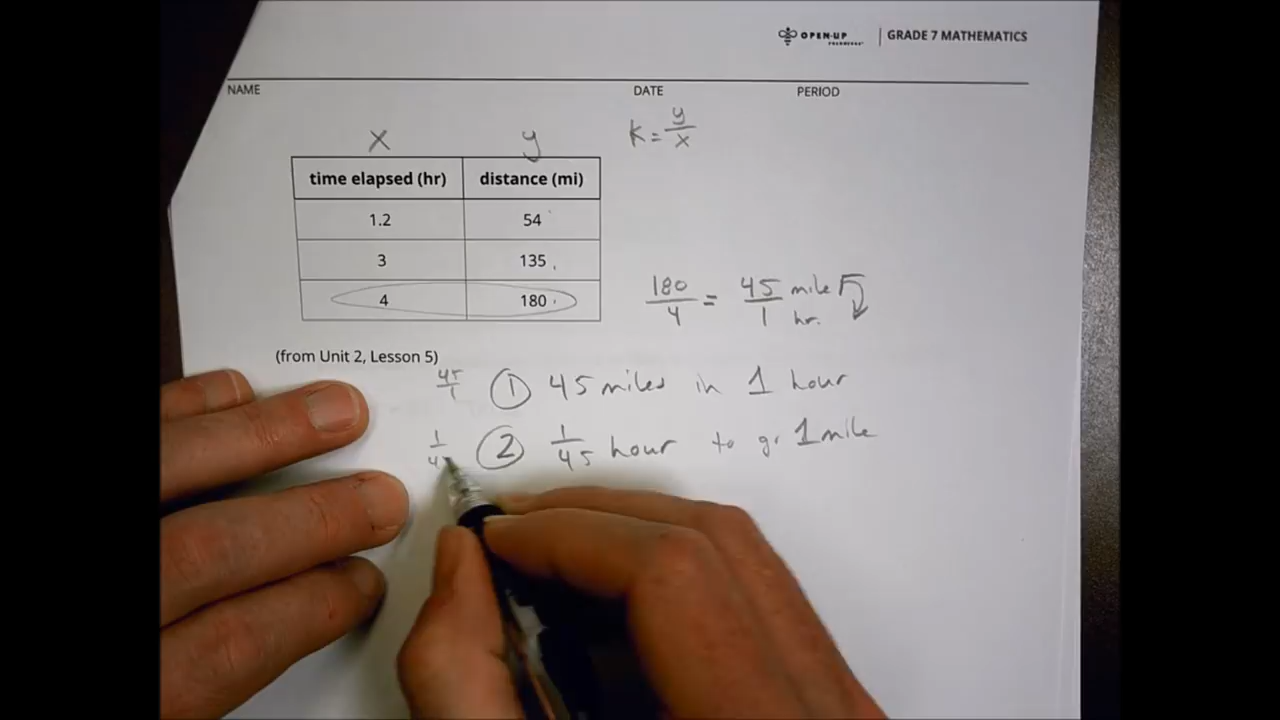 OPEN-UP GRADE 7 MATHEMATICS
NAME DATE PERIOD
x y k = y/x
time elapsed (hr) distance (mi)
1.2 54
3 135
4 180
180/4 = 45/1 mile hr.
(from Unit 2, Lesson 5)
45/1 ① 45 miles in 1 hour
1/45 ② 1/45 hour to go 1 mile